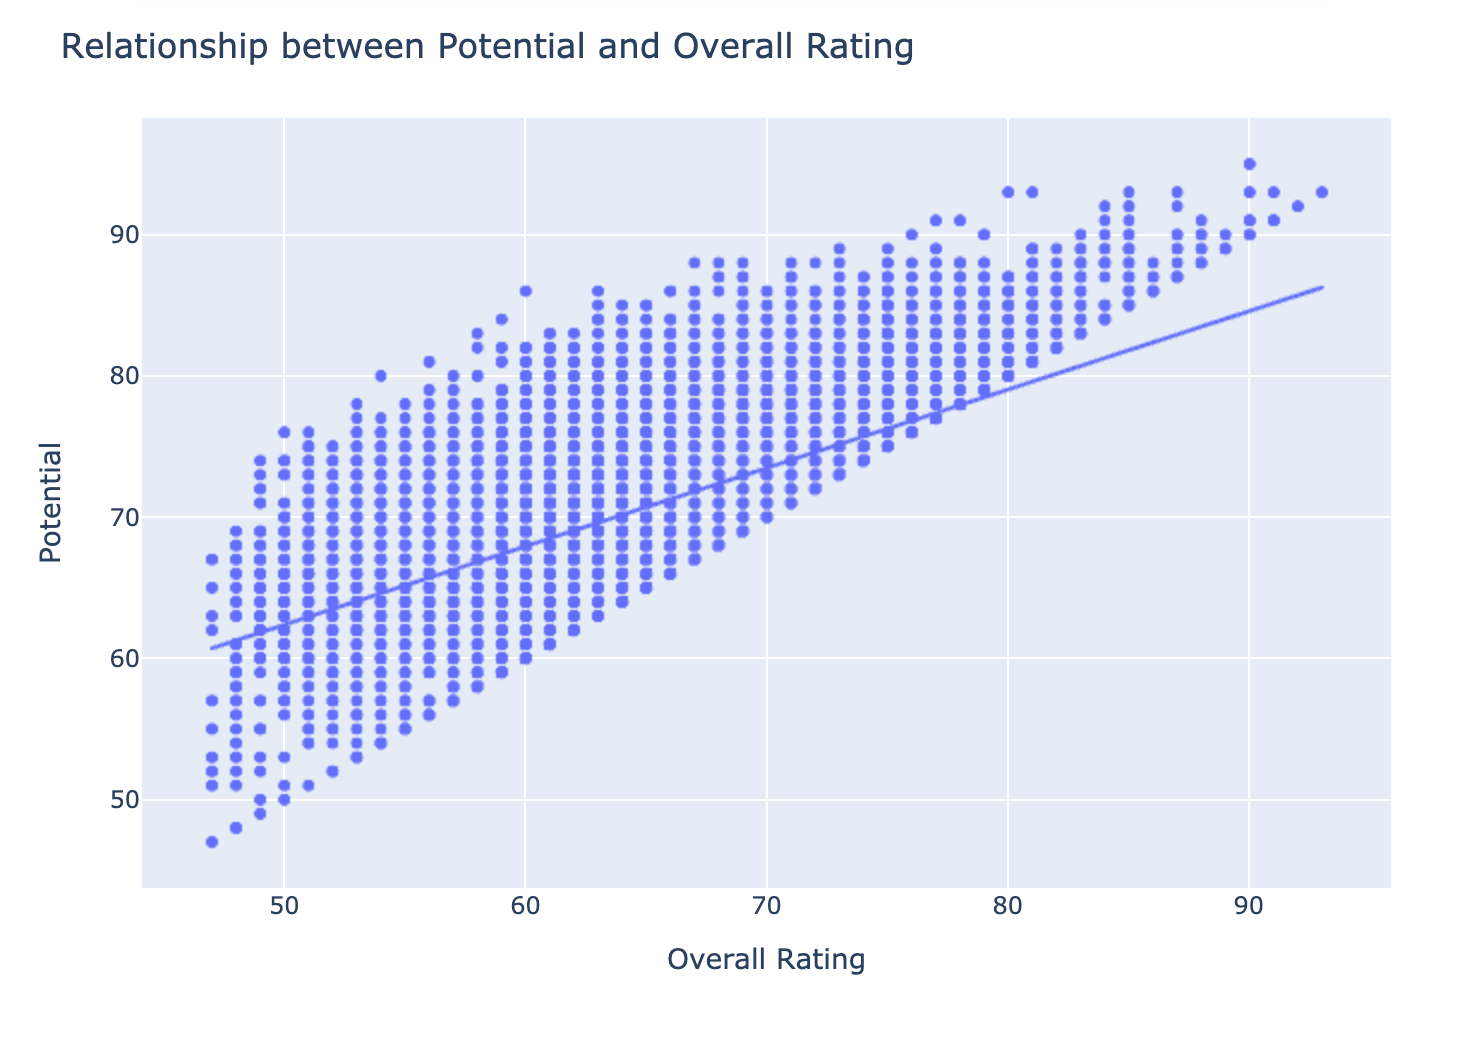 Relationship between Potential and Overall Rating
90
80
70
60
50
Potential
50 60 70 80 90
Overall Rating